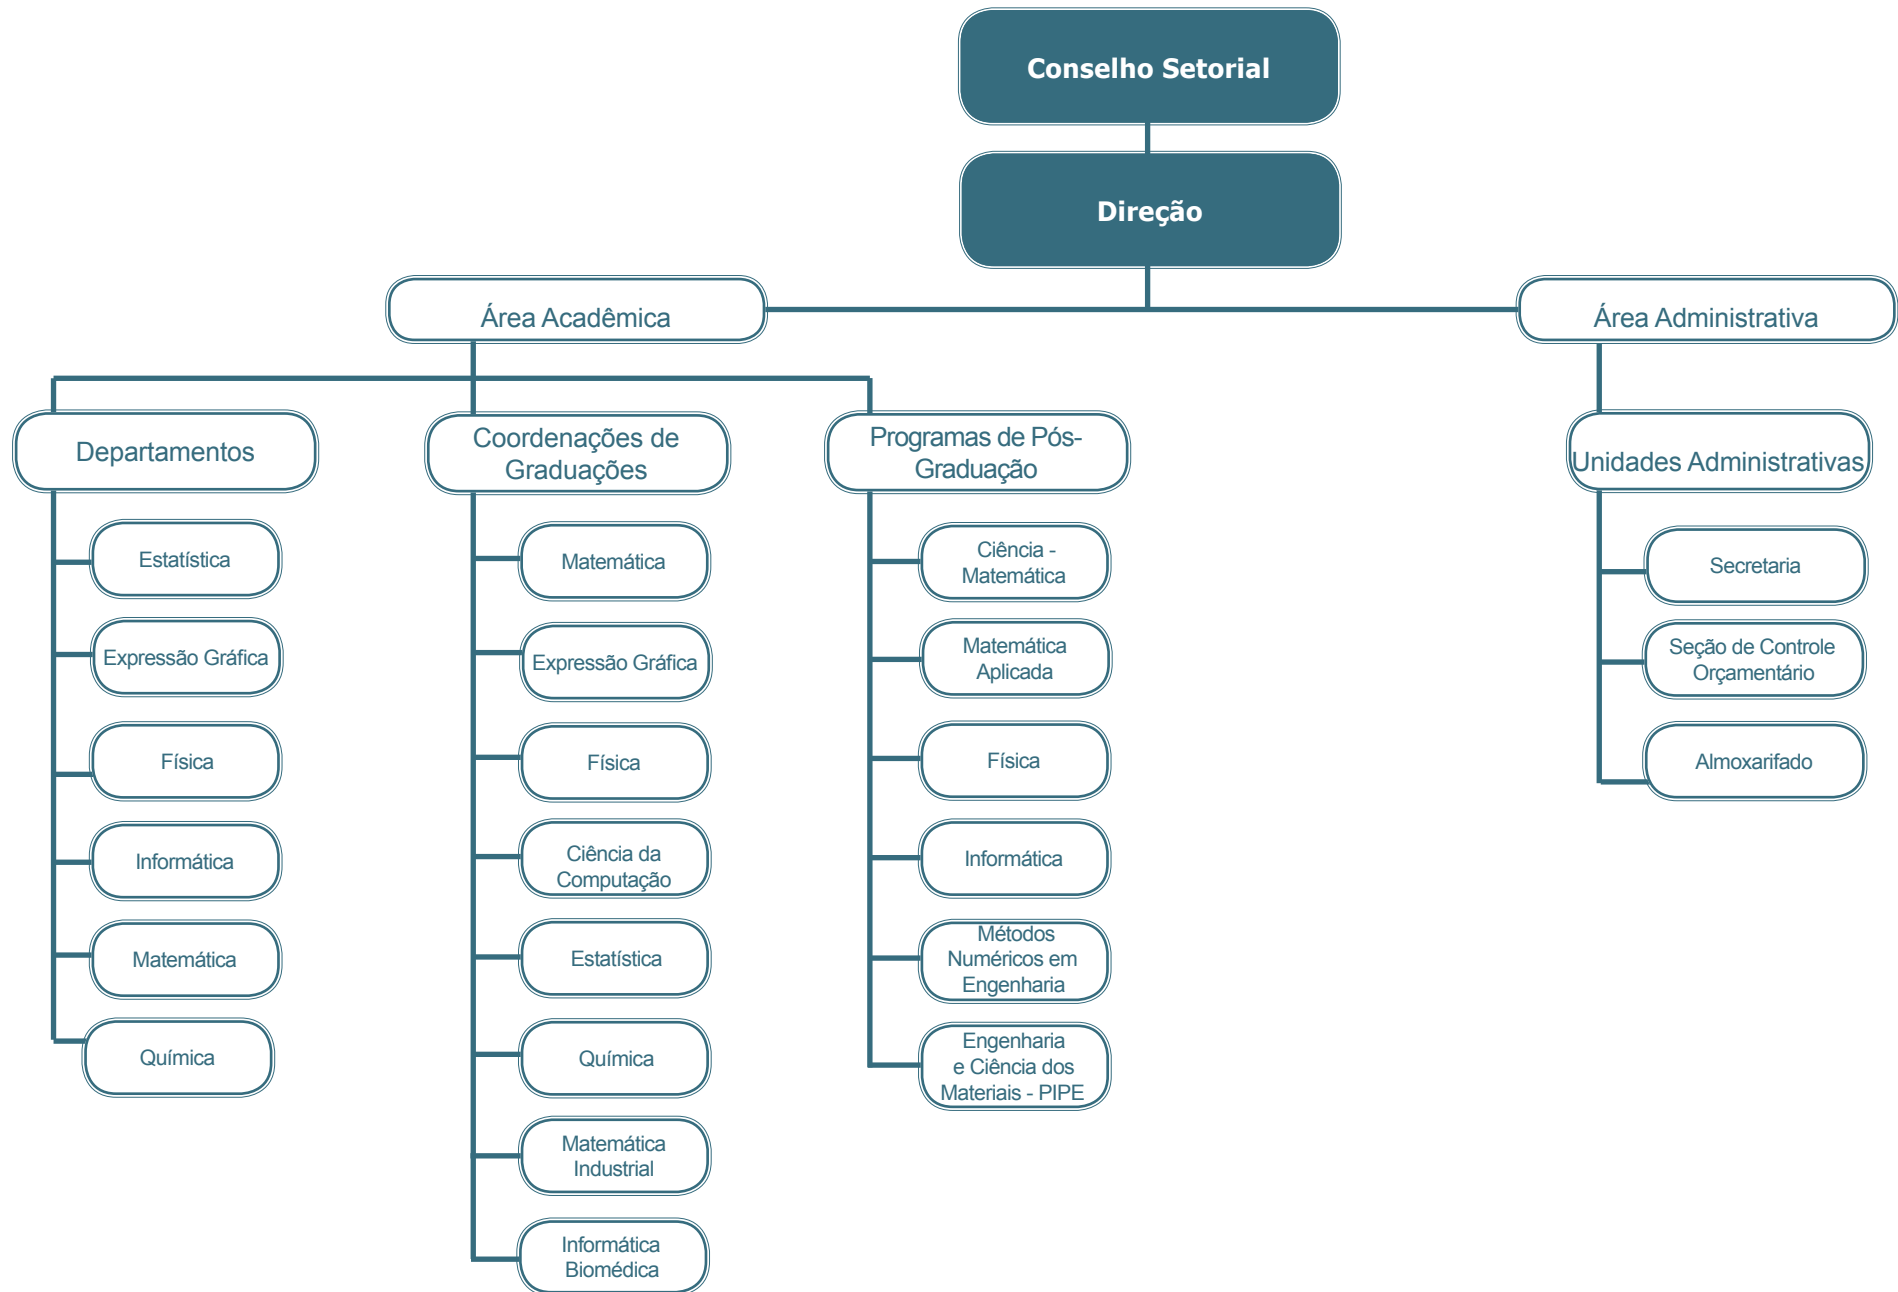 Conselho Setorial
Direção
Área Acadêmica
Área Administrativa
Departamentos
Coordenações de
Graduações
Programas de Pós-
Graduação
Unidades Administrativas
Estatística
Expressão Gráfica
Física
Informática
Matemática
Química
Matemática
Expressão Gráfica
Física
Ciência da
Computação
Estatística
Química
Matemática
Industrial
Informática
Biomédica
Ciência -
Matemática
Matemática
Aplicada
Física
Informática
Métodos
Numéricos em
Engenharia
Engenharia
e Ciência dos
Materiais - PIPE
Secretaria
Seção de Controle
Orçamentário
Almoxarifado